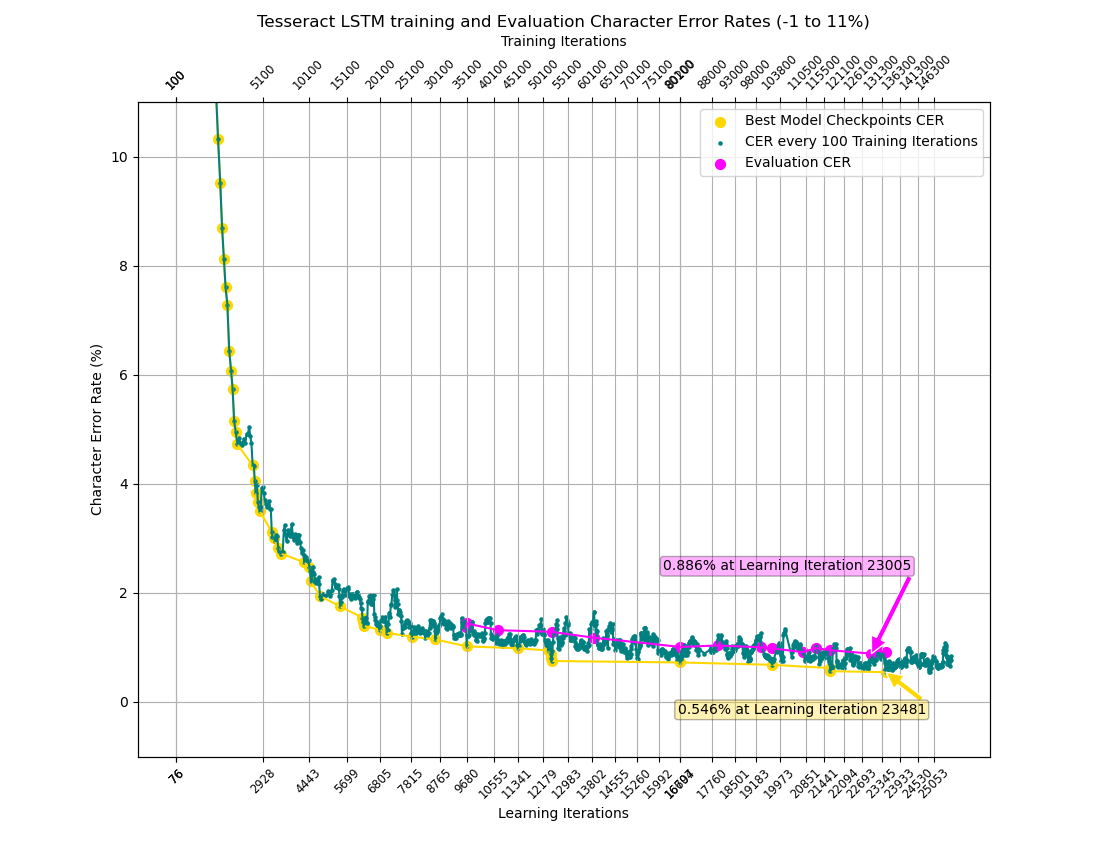 Tesseract LSTM training and Evaluation Character Error Rates (-1 to 11%)
Training Iterations
100 5100 10100 15100 20100 25100 30100 35100 40100 45100 50100 55100 60100 65100 70100 75100 88000 93000 98000 103800 110500 115500 121100 126100 131300 136300 141300 146300
Best Model Checkpoints CER
CER every 100 Training Iterations
Evaluation CER
10
8
6
4
2
0
Character Error Rate (%)
0.886% at Learning Iteration 23005
0.546% at Learning Iteration 23481
76 2928 4443 5699 6805 7815 8765 9680 10555 11341 12179 12983 13802 14555 15260 15992 17760 18501 19183 19973 20851 21441 22094 22693 23345 23933 24530 25053
Learning Iterations